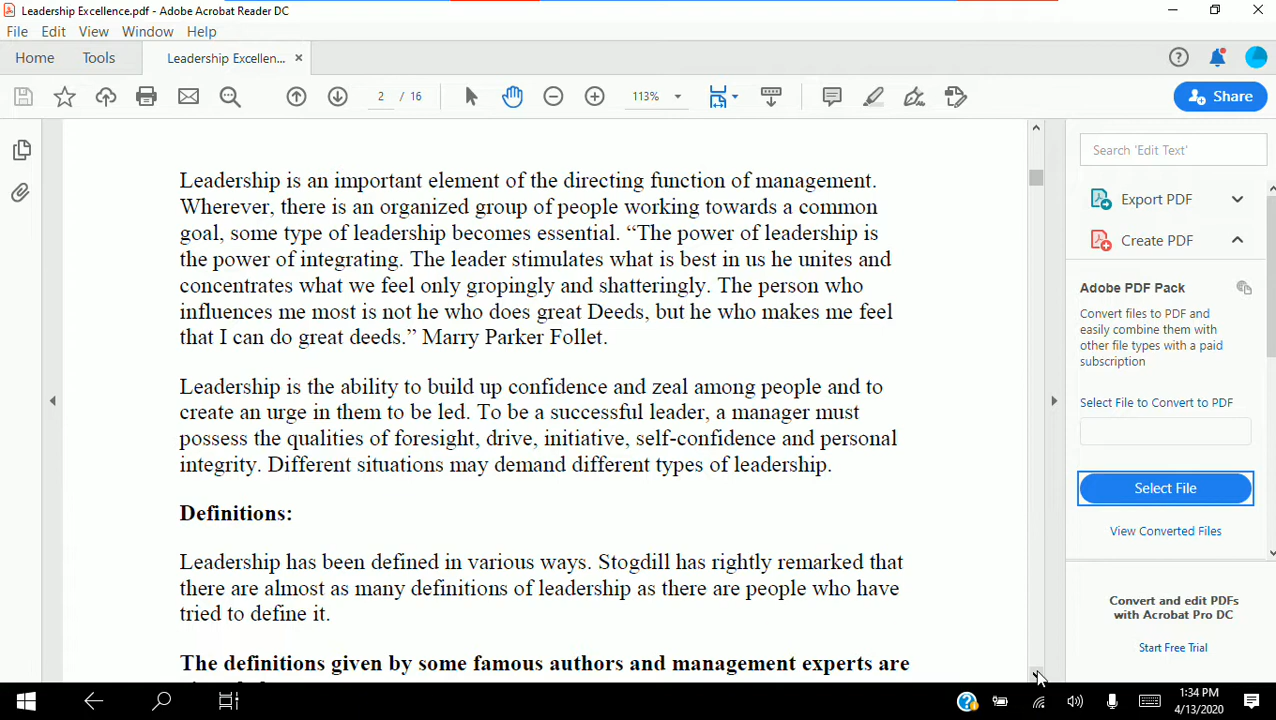 Leadership Excellence.pdf - Adobe Acrobat Reader DC
File Edit View Window Help
Home Tools Leadership Excellen... ×
2 / 16 113% Share
Leadership is an important element of the directing function of management.
Wherever, there is an organized group of people working towards a common
goal, some type of leadership becomes essential. “The power of leadership is
the power of integrating. The leader stimulates what is best in us he unites and
concentrates what we feel only gropingly and shatteringly. The person who
influences me most is not he who does great Deeds, but he who makes me feel
that I can do great deeds.” Marry Parker Follet.
Leadership is the ability to build up confidence and zeal among people and to
create an urge in them to be led. To be a successful leader, a manager must
possess the qualities of foresight, drive, initiative, self-confidence and personal
integrity. Different situations may demand different types of leadership.
Definitions:
Leadership has been defined in various ways. Stogdill has rightly remarked that
there are almost as many definitions of leadership as there are people who have
tried to define it.
The definitions given by some famous authors and management experts are
Search 'Edit Text'
Export PDF
Create PDF
Adobe PDF Pack
Convert files to PDF and
easily combine them with
other file types with a paid
subscription
Select File to Convert to PDF
Select File
View Converted Files
Convert and edit PDFs
with Acrobat Pro DC
Start Free Trial
1:34 PM
4/13/2020